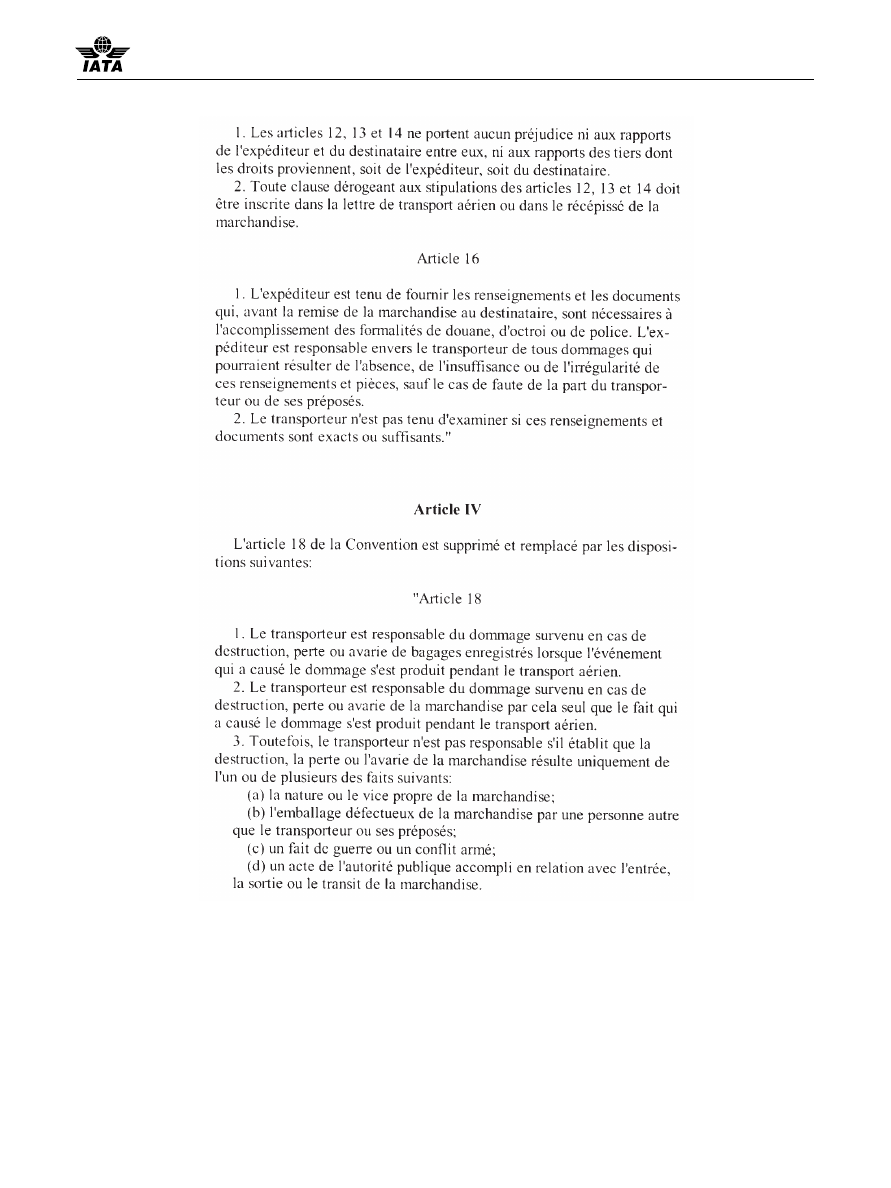 IATA
1. Les articles 12, 13 et 14 ne portent aucun préjudice ni aux rapports
de l'expéditeur et du destinataire entre eux, ni aux rapports des tiers dont
les droits proviennent, soit de l'expéditeur, soit du destinataire.
2. Toute clause dérogeant aux stipulations des articles 12, 13 et 14 doit
être inscrite dans la lettre de transport aérien ou dans le récépissé de la
marchandise.
Article 16
1. L'expéditeur est tenu de fournir les renseignements et les documents
qui, avant la remise de la marchandise au destinataire, sont nécessaires à
l'accomplissement des formalités de douane, d'octroi ou de police. L'ex-
péditeur est responsable envers le transporteur de tous dommages qui
pourraient résulter de l'absence, de l'insuffisance ou de l'irrégularité de
ces renseignements et pièces, sauf le cas de faute de la part du transpor-
teur ou de ses préposés.
2. Le transporteur n'est pas tenu d'examiner si ces renseignements et
documents sont exacts ou suffisants."
Article IV
L'article 18 de la Convention est supprimé et remplacé par les disposi-
tions suivantes:
"Article 18
1. Le transporteur est responsable du dommage survenu en cas de
destruction, perte ou avarie de bagages enregistrés lorsque l'événement
qui a causé le dommage s'est produit pendant le transport aérien.
2. Le transporteur est responsable du dommage survenu en cas de
destruction, perte ou avarie de la marchandise par cela seul que le fait qui
a causé le dommage s'est produit pendant le transport aérien.
3. Toutefois, le transporteur n'est pas responsable s'il établit que la
destruction, la perte ou l'avarie de la marchandise résulte uniquement de
l'un ou de plusieurs des faits suivants:
(a) la nature ou le vice propre de la marchandise;
(b) l'emballage défectueux de la marchandise par une personne autre
que le transporteur ou ses préposés;
(c) un fait de guerre ou un conflit armé;
(d) un acte de l'autorité publique accompli en relation avec l'entrée,
la sortie ou le transit de la marchandise.